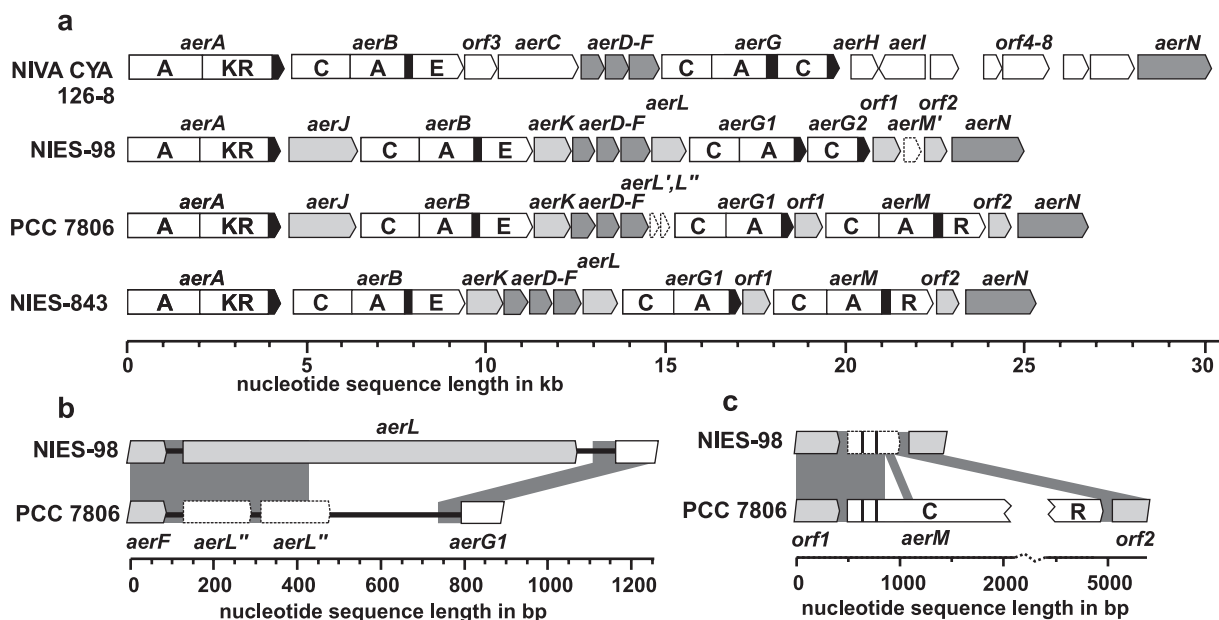 a
aerA aerB orf3 aerC aerD-F aerG aerH aerI orf4-8 aerN
NIVA CYA 126-8
A KR C A E C A C
aerA aerJ aerB aerK aerD-F aerL aerG1 aerG2 orf1 aerM' orf2 aerN
NIES-98
A KR C A E C A C
aerA aerJ aerB aerK aerD-F aerL',L'' aerG1 orf1 aerM orf2 aerN
PCC 7806
A KR C A E C A C A R
aerA aerB aerK aerD-F aerL aerG1 orf1 aerM orf2 aerN
NIES-843
A KR C A E C A C A R
0 5 10 15 20 25 30
nucleotide sequence length in kb
b
aerL
NIES-98
PCC 7806
aerF aerL'' aerL'' aerG1
0 200 400 600 800 1000 1200
nucleotide sequence length in bp
c
NIES-98
PCC 7806
C R
orf1 aerM orf2
0 1000 2000 5000
nucleotide sequence length in bp